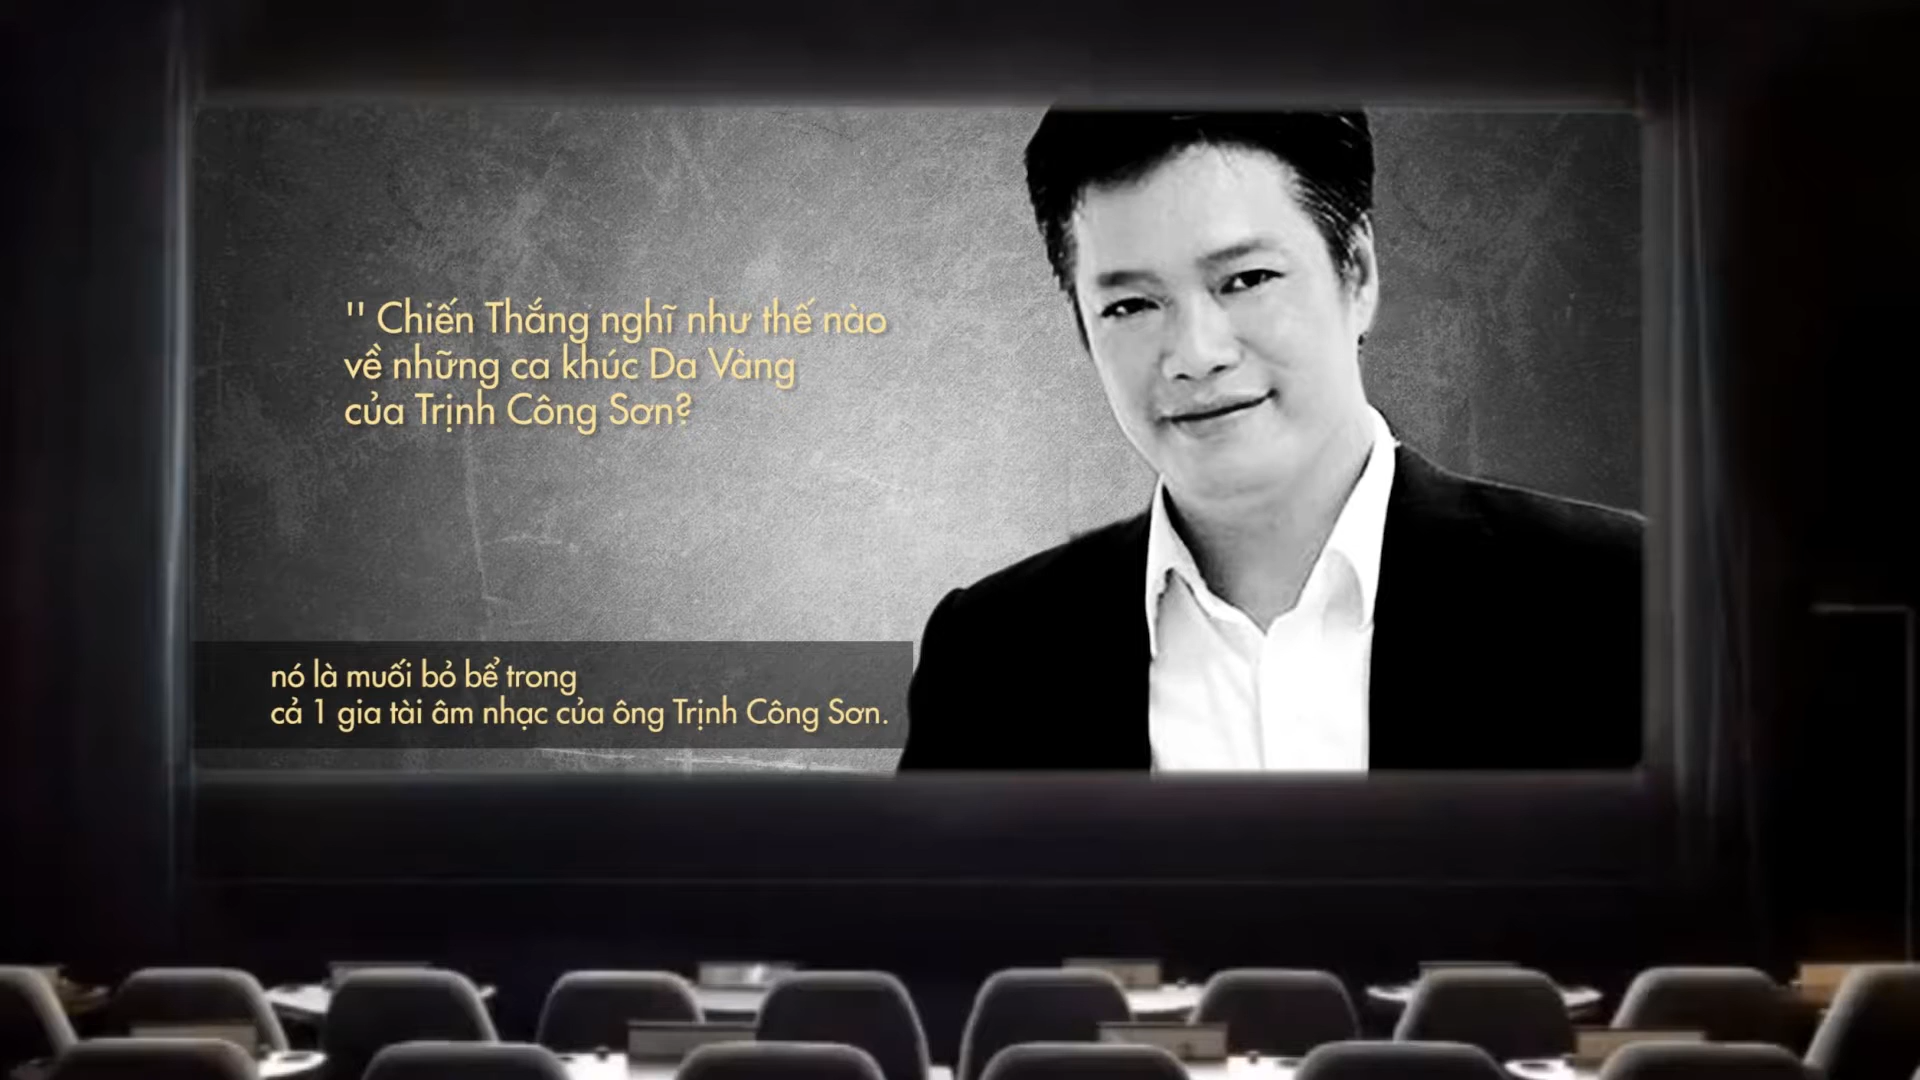 '' Chiến Thắng nghĩ như thế nào
về những ca khúc Da Vàng
của Trịnh Công Sơn?
nó là muối bỏ bể trong
cả 1 gia tài âm nhạc của ông Trịnh Công Sơn.